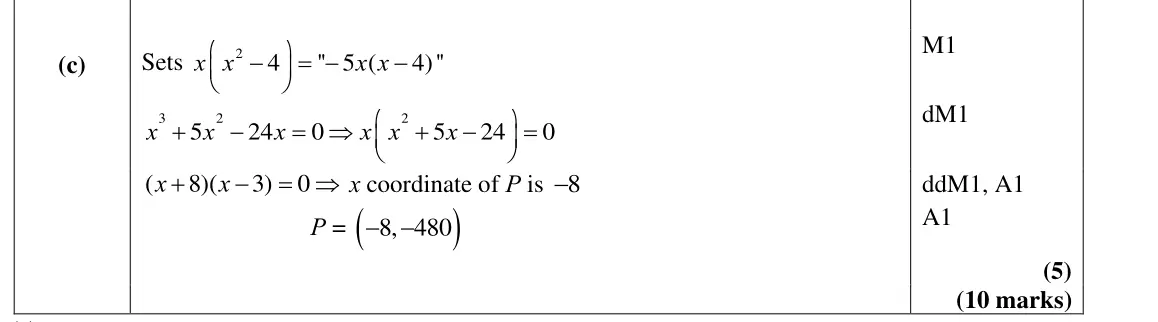 (c) Sets x(x² − 4) = "−5x(x − 4)" M1
x³ + 5x² − 24x = 0 ⇒ x(x² + 5x − 24) = 0 dM1
(x + 8)(x − 3) = 0 ⇒ x coordinate of P is −8 ddM1, A1
P = (−8, −480) A1
(5)
(10 marks)